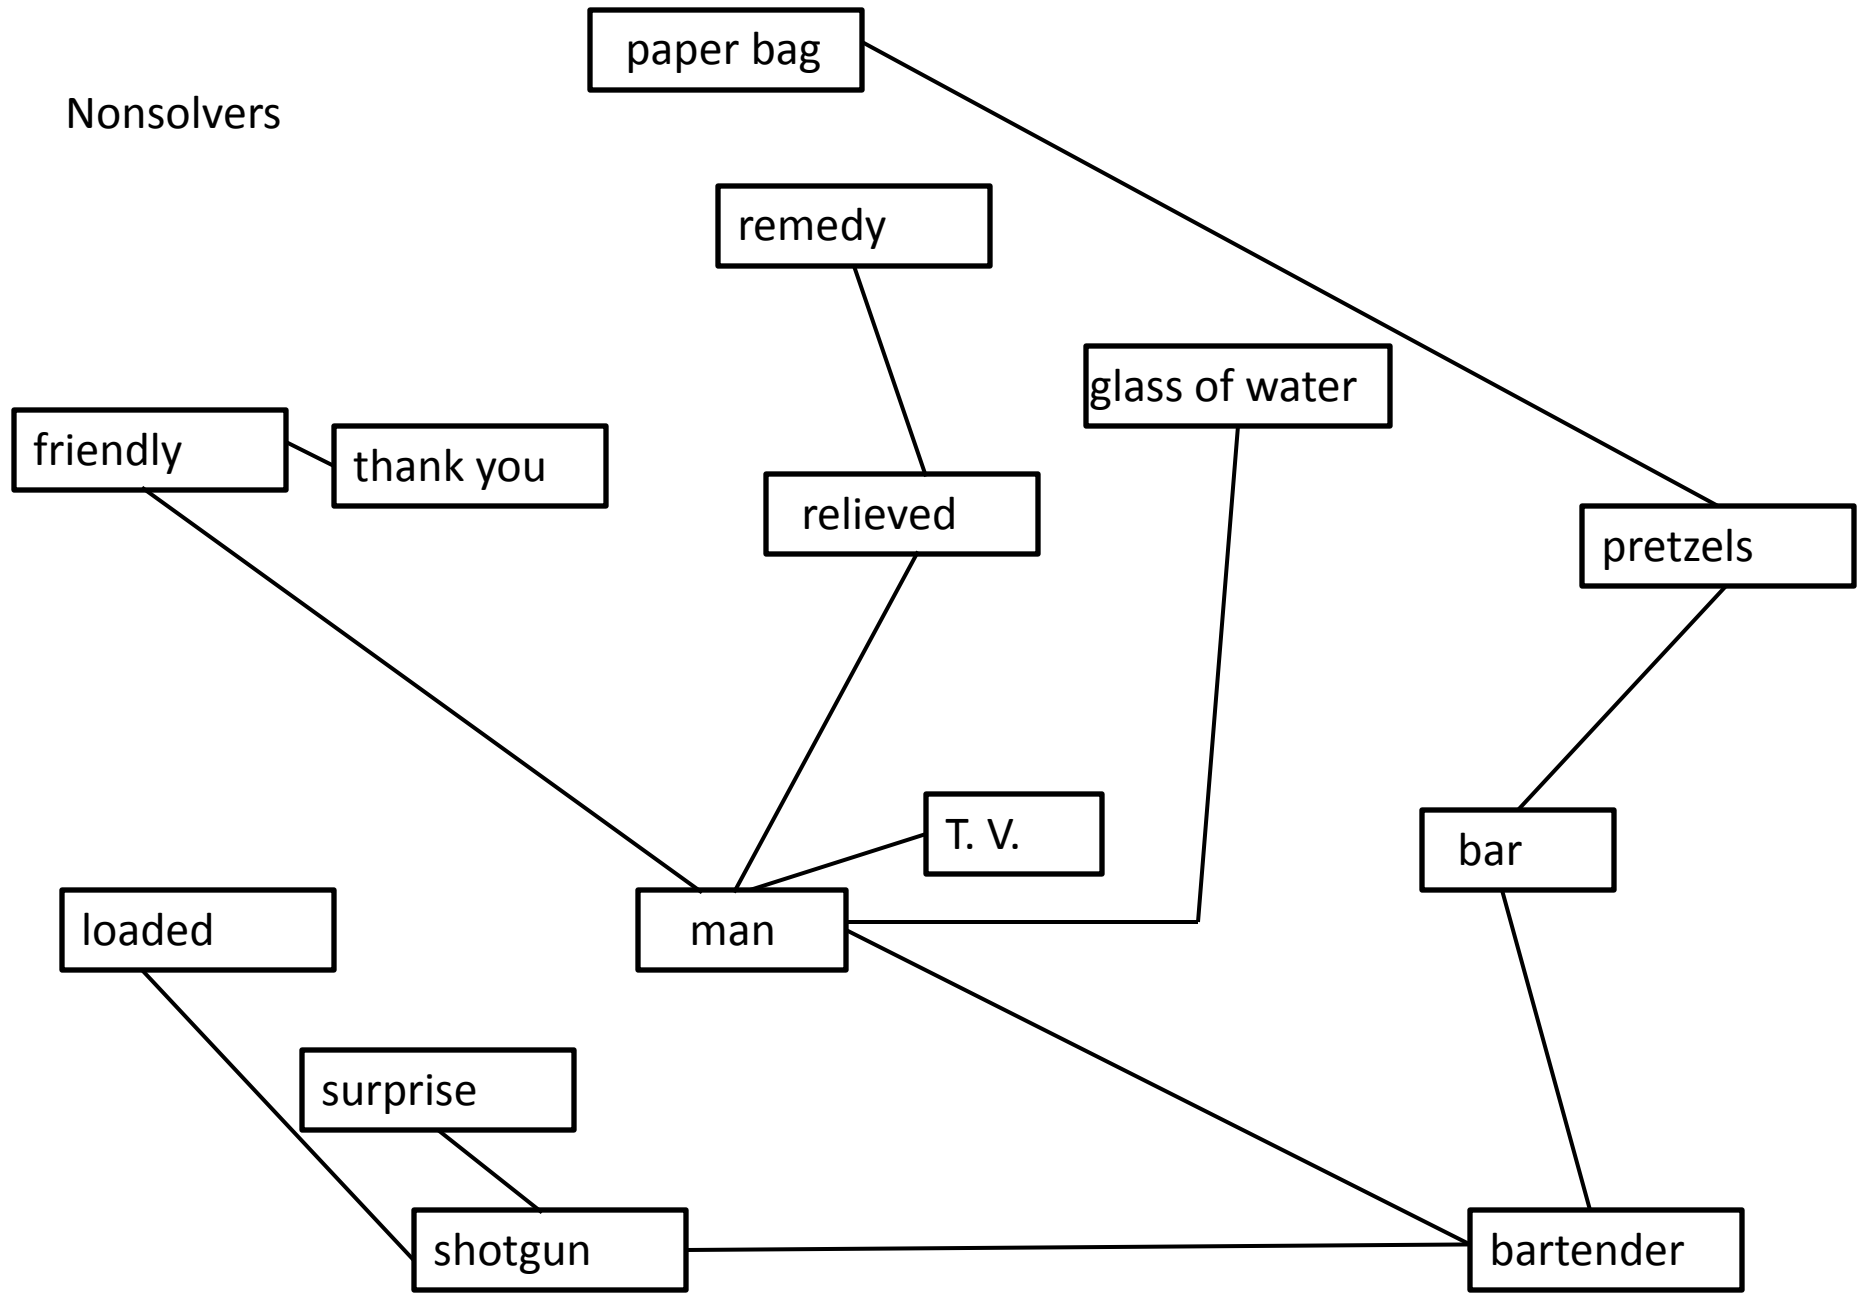 paper bag
Nonsolvers
remedy
glass of water
friendly
thank you
relieved
pretzels
T. V.
bar
loaded
man
surprise
shotgun
bartender